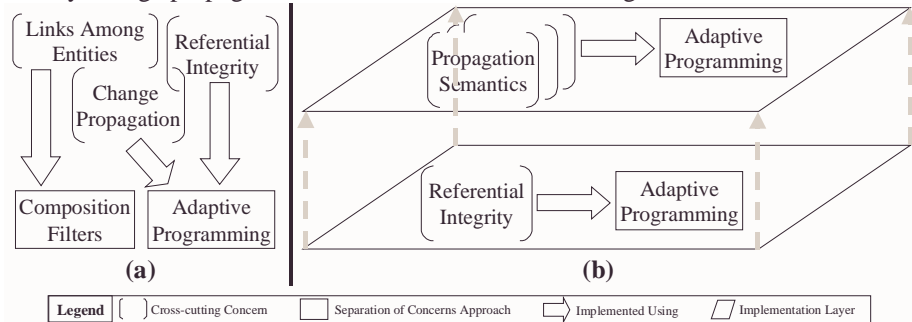 Links Among
Entities
Referential
Integrity
Change
Propagation
Composition
Filters
Adaptive
Programming
(a)
Propagation
Semantics
Adaptive
Programming
Referential
Integrity
Adaptive
Programming
(b)
Legend
Cross-cutting Concern
Separation of Concerns Approach
Implemented Using
Implementation Layer